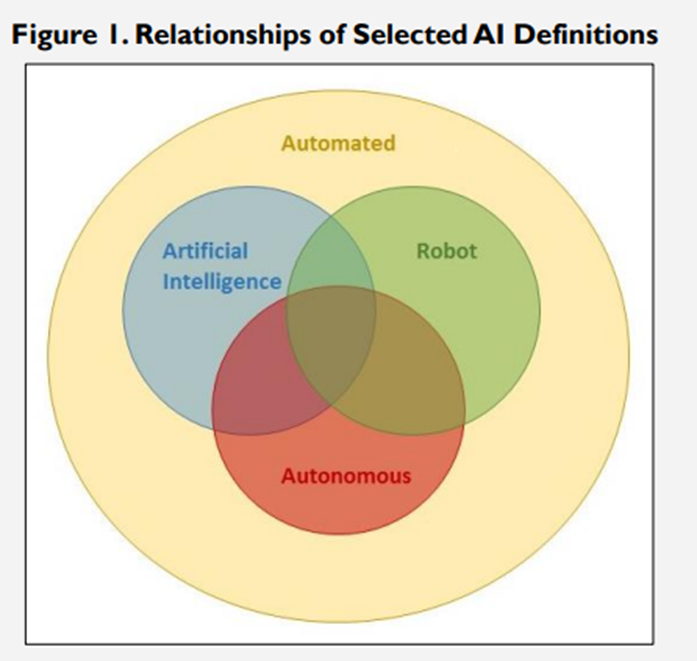 Figure 1. Relationships of Selected AI Definitions
Automated
Artificial
Intelligence
Robot
Autonomous